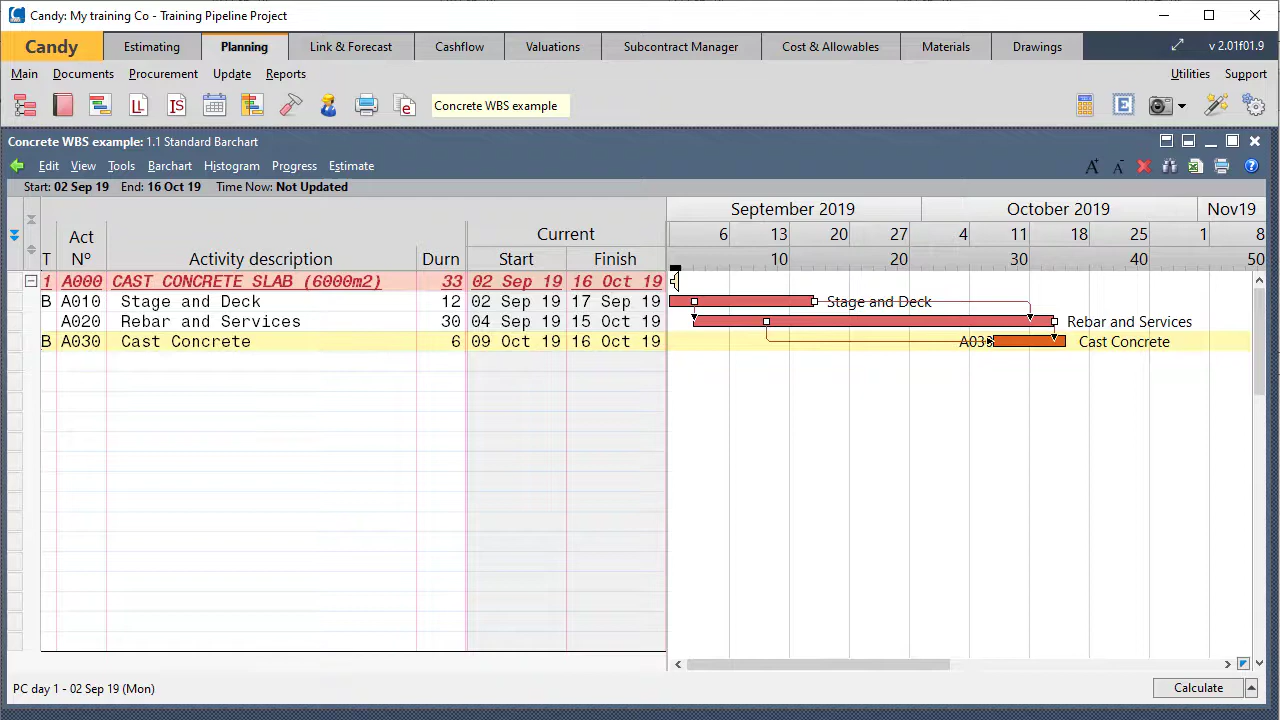 Candy: My training Co - Training Pipeline Project
Candy Estimating Planning Link & Forecast Cashflow Valuations Subcontract Manager Cost & Allowables Materials Drawings v 2.01f01.9
Main Documents Procurement Update Reports Utilities Support
Concrete WBS example
Concrete WBS example: 1.1 Standard Barchart
Edit View Tools Barchart Histogram Progress Estimate
Start: 02 Sep 19 End: 16 Oct 19 Time Now: Not Updated
September 2019 October 2019 Nov19
Act Current 6 13 20 27 4 11 18 25 1 8
T Nº Activity description Durn Start Finish 10 20 30 40 50
1 A000 CAST CONCRETE SLAB (6000m2) 33 02 Sep 19 16 Oct 19
B A010 Stage and Deck 12 02 Sep 19 17 Sep 19 Stage and Deck
A020 Rebar and Services 30 04 Sep 19 15 Oct 19 Rebar and Services
B A030 Cast Concrete 6 09 Oct 19 16 Oct 19 Cast Concrete
PC day 1 - 02 Sep 19 (Mon) Calculate